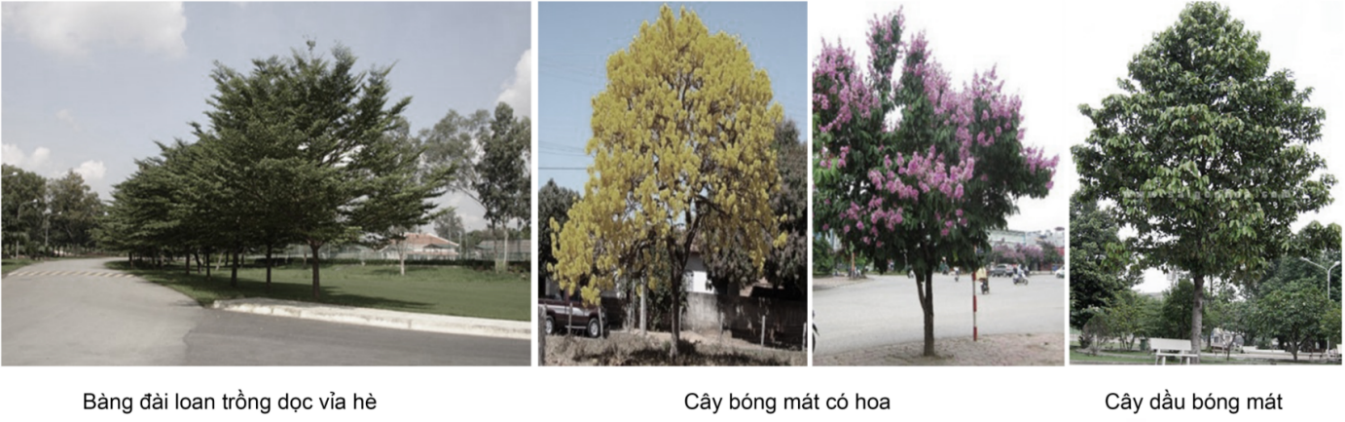 Bàng đài loan trồng dọc vỉa hè
Cây bóng mát có hoa
Cây dầu bóng mát